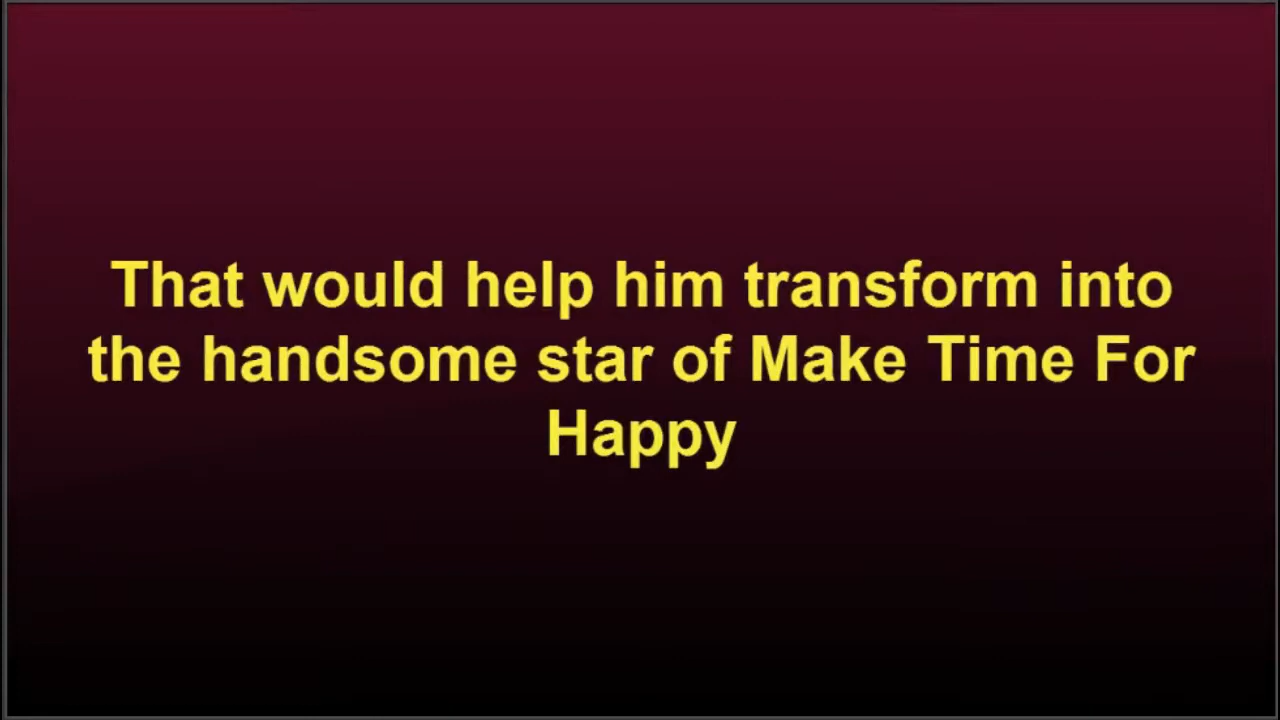 That would help him transform into
the handsome star of Make Time For
Happy